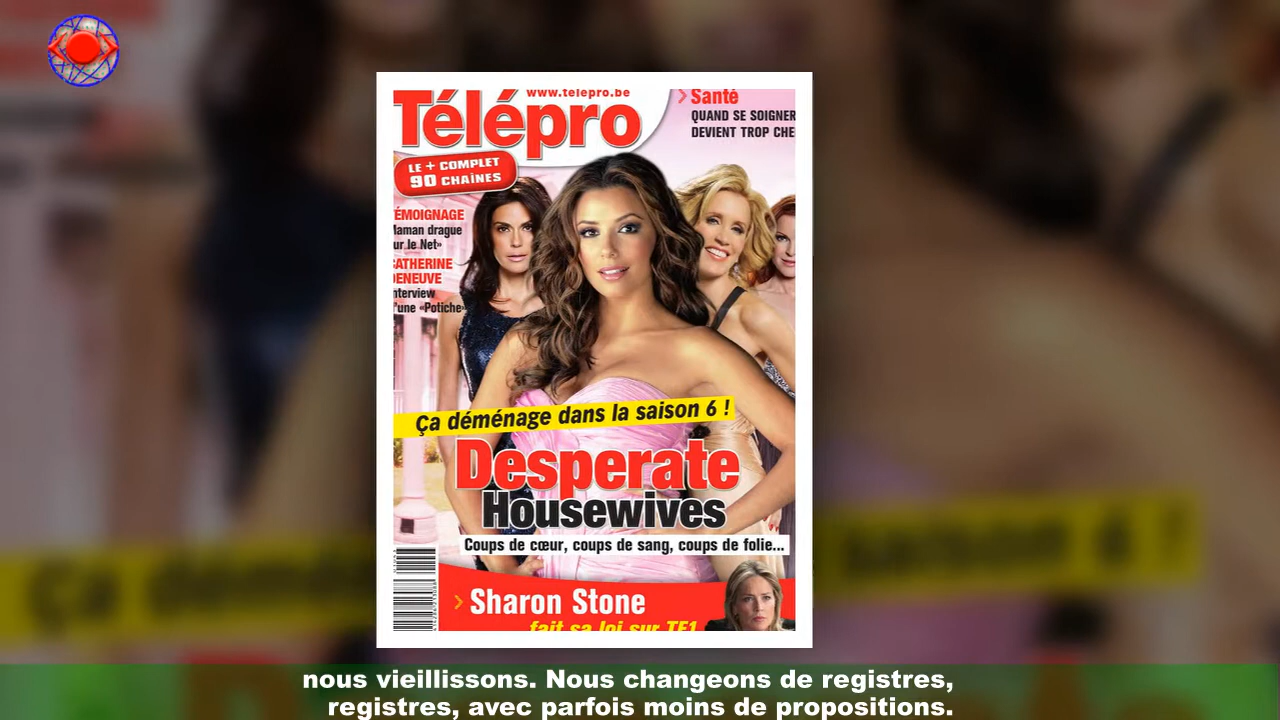 www.telepro.be
Télépro
LE + COMPLET
90 CHAÎNES
Santé
QUAND SE SOIGNER
DEVIENT TROP CHE
ÉMOIGNAGE
Maman drague
ur le Net»
CATHERINE
DENEUVE
nterview
d'une «Potiche»
Ça déménage dans la saison 6 !
Desperate
Housewives
Coups de cœur, coups de sang, coups de folie...
Sharon Stone
fait sa loi sur TF1
nous vieillissons. Nous changeons de registres,
registres, avec parfois moins de propositions.